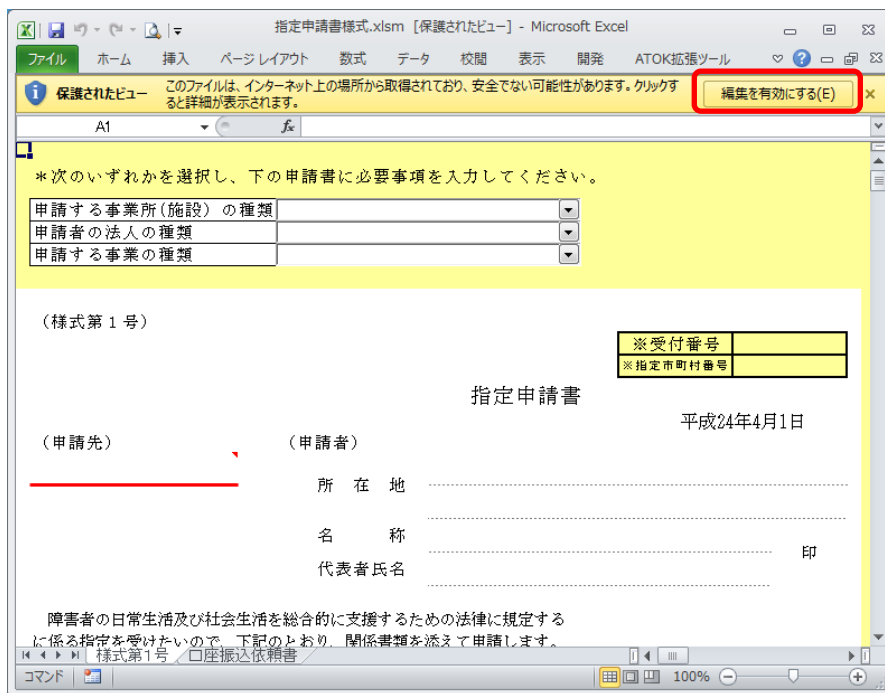 指定申請書様式.xlsm [保護されたビュー] - Microsoft Excel
ファイル ホーム 挿入 ページ レイアウト 数式 データ 校閲 表示 開発 ATOK拡張ツール
保護されたビュー このファイルは、インターネット上の場所から取得されており、安全でない可能性があります。クリックす
ると詳細が表示されます。
編集を有効にする(E)
A1 fx
＊次のいずれかを選択し、下の申請書に必要事項を入力してください。
申請する事業所(施設)の種類
申請者の法人の種類
申請する事業の種類
（様式第１号）
※受付番号
※指定市町村番号
指定申請書
平成24年4月1日
（申請先） （申請者）
所 在 地
名 称
印
代表者氏名
障害者の日常生活及び社会生活を総合的に支援するための法律に規定する
に係る指定を受けたいので、下記のとおり、関係書類を添えて申請します。
様式第1号 口座振込依頼書
コマンド 100%